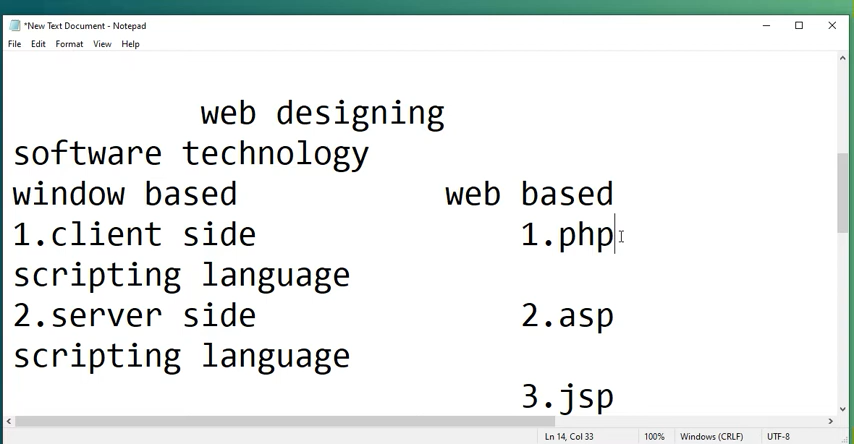 *New Text Document - Notepad
File Edit Format View Help
web designing
software technology
window based web based
1.client side 1.php
scripting language
2.server side 2.asp
scripting language
3.jsp
Ln 14, Col 33 100% Windows (CRLF) UTF-8